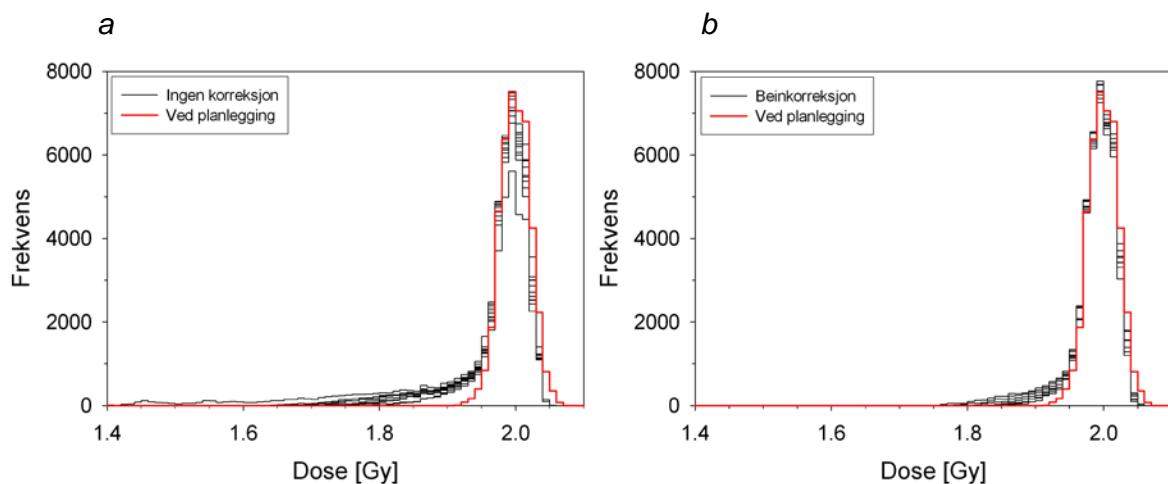 a
8000
6000
4000
2000
0
Frekvens
Ingen korreksjon
Ved planlegging
1.4
1.6
1.8
2.0
Dose [Gy]
b
8000
6000
4000
2000
0
Frekvens
Beinkorreksjon
Ved planlegging
1.4
1.6
1.8
2.0
Dose [Gy]